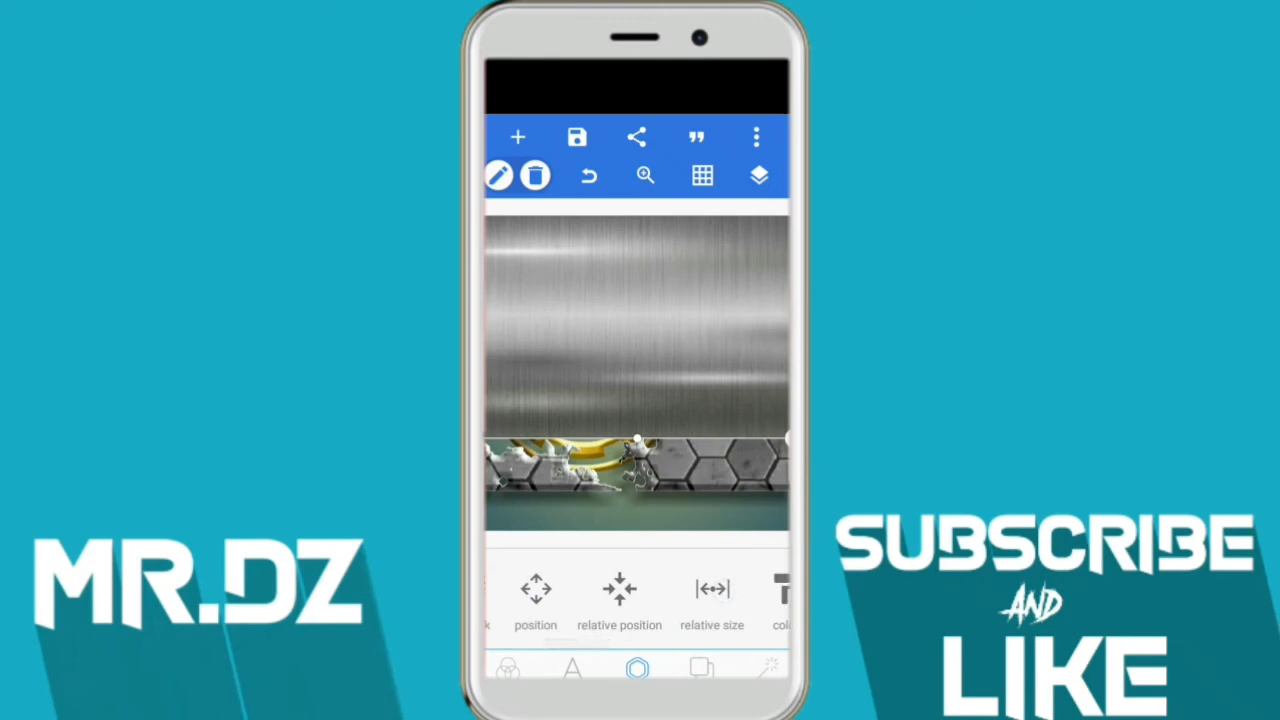 MR.DZ
SUBSCRIBE
AND
LIKE
position
relative position
relative size